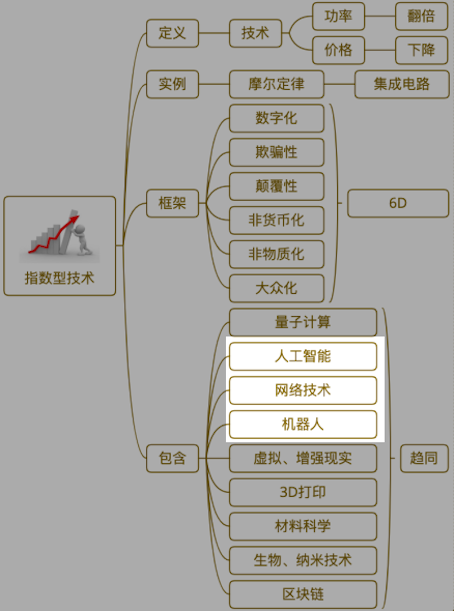 指数型技术
定义
技术
功率
翻倍
价格
下降
实例
摩尔定律
集成电路
框架
数字化
欺骗性
颠覆性
非货币化
非物质化
大众化
6D
包含
量子计算
人工智能
网络技术
机器人
虚拟、增强现实
3D打印
材料科学
生物、纳米技术
区块链
趋同